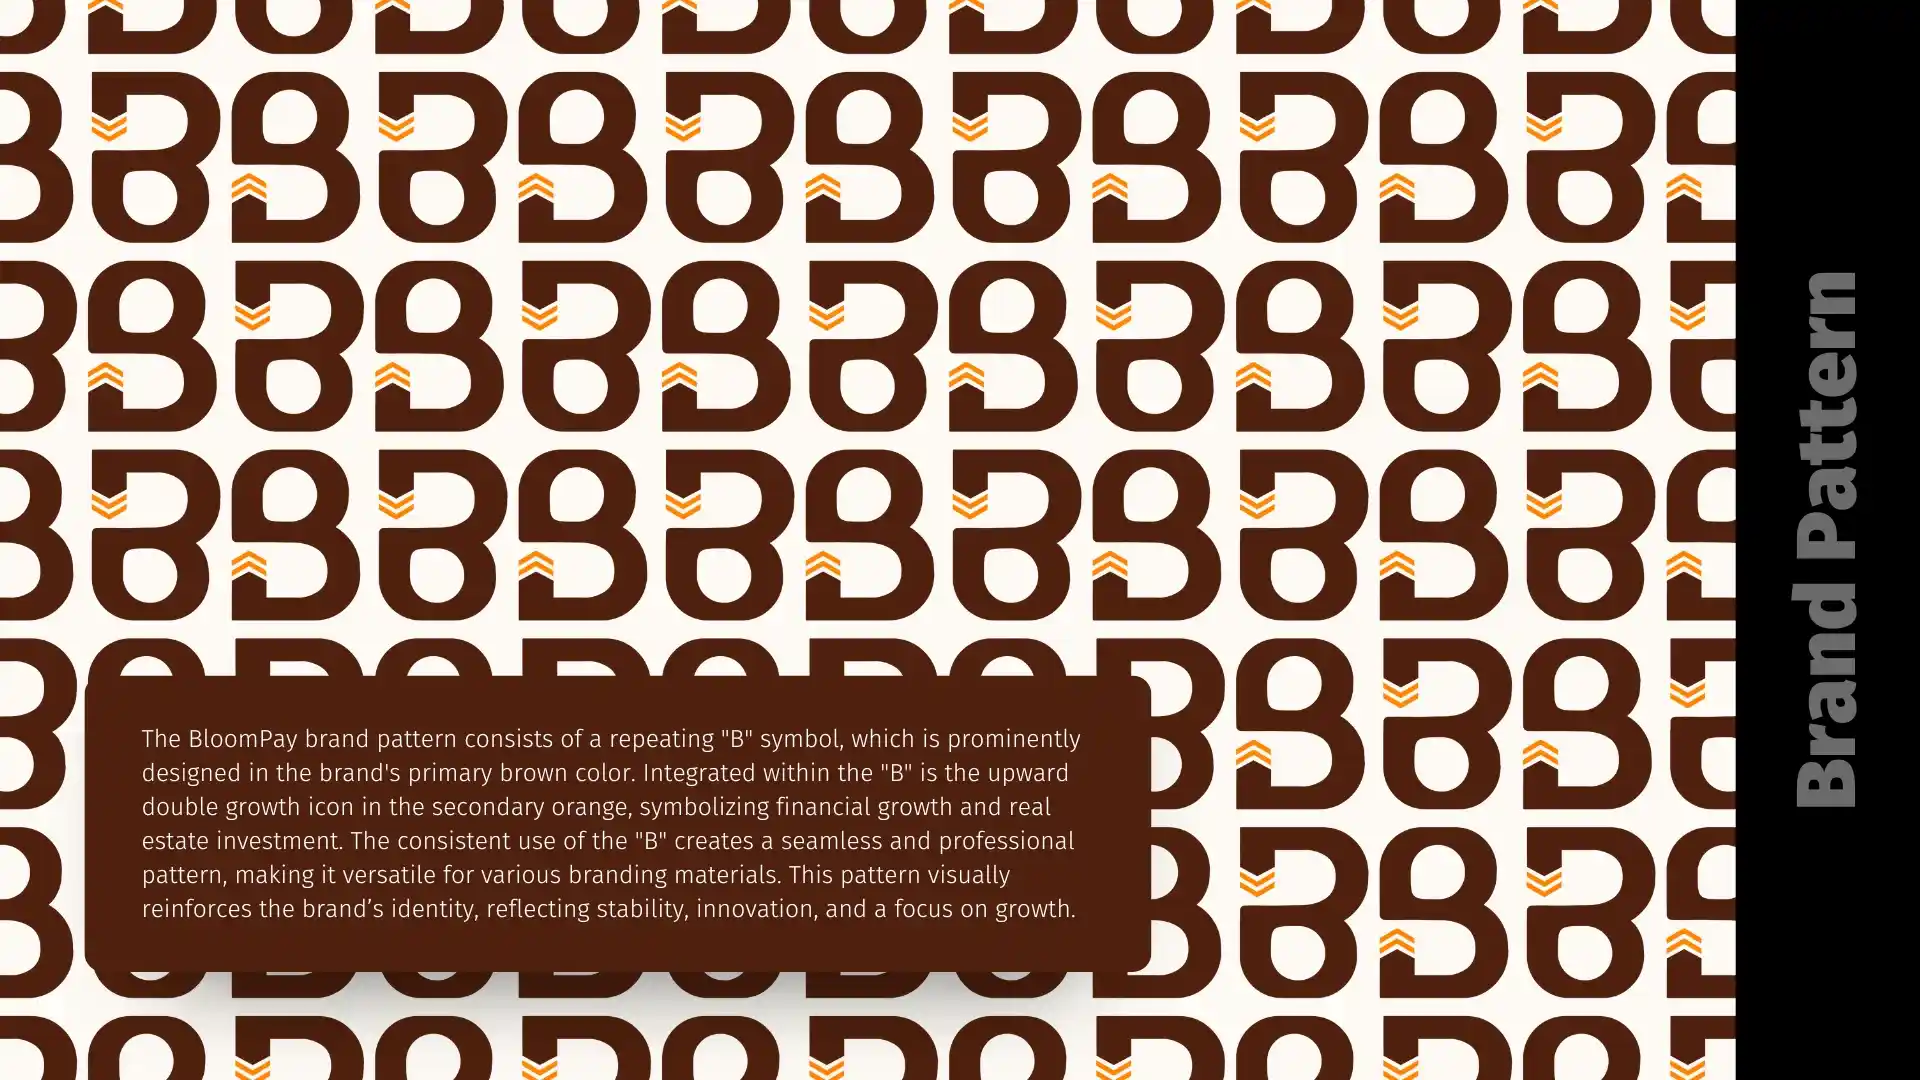 The BloomPay brand pattern consists of a repeating "B" symbol, which is prominently
designed in the brand's primary brown color. Integrated within the "B" is the upward
double growth icon in the secondary orange, symbolizing financial growth and real
estate investment. The consistent use of the "B" creates a seamless and professional
pattern, making it versatile for various branding materials. This pattern visually
reinforces the brand’s identity, reflecting stability, innovation, and a focus on growth.
Brand Pattern